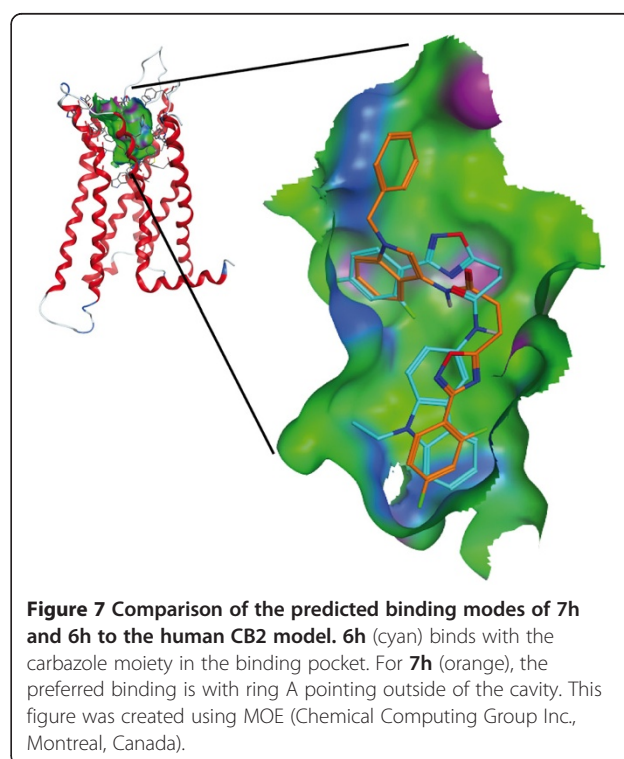 Figure 7 Comparison of the predicted binding modes of 7h
and 6h to the human CB2 model. 6h (cyan) binds with the
carbazole moiety in the binding pocket. For 7h (orange), the
preferred binding is with ring A pointing outside of the cavity. This
figure was created using MOE (Chemical Computing Group Inc.,
Montreal, Canada).